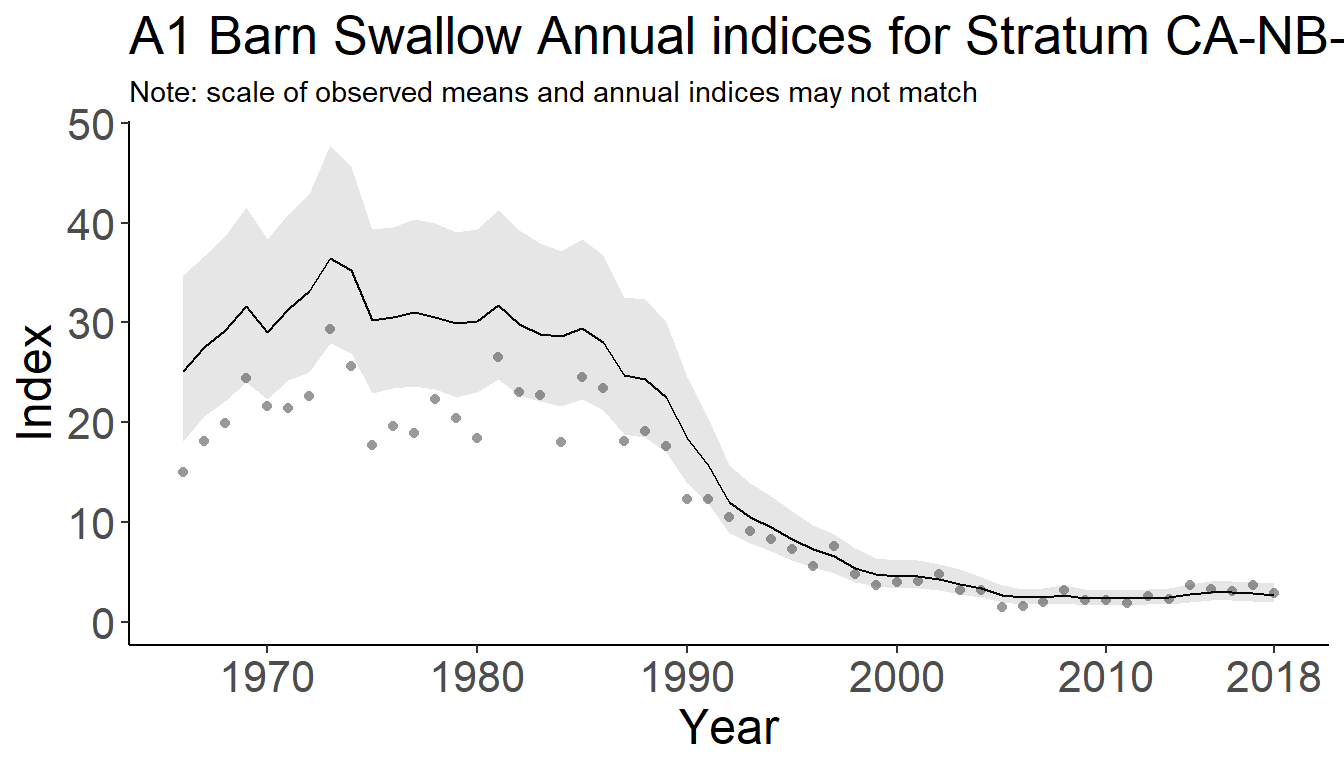 A1 Barn Swallow Annual indices for Stratum CA-NB-
Note: scale of observed means and annual indices may not match
50
40
30
20
10
0
Index
1970 1980 1990 2000 2010 2018
Year